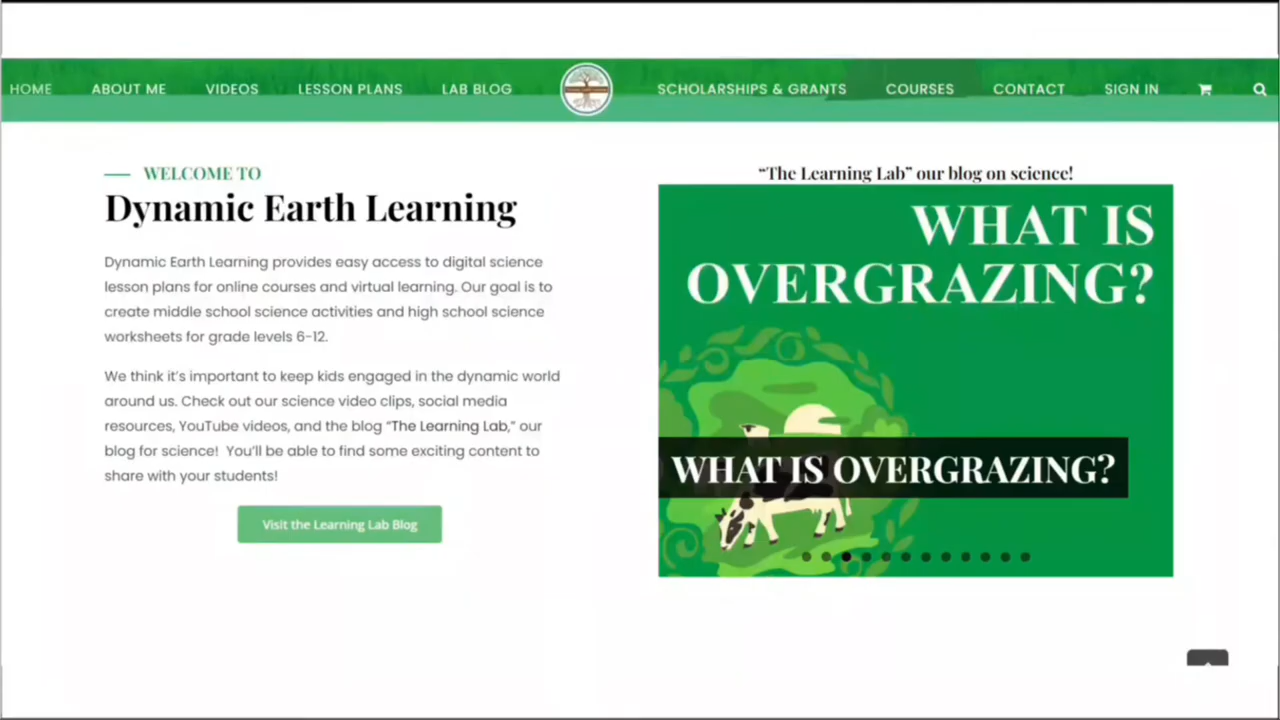 HOME ABOUT ME VIDEOS LESSON PLANS LAB BLOG SCHOLARSHIPS & GRANTS COURSES CONTACT SIGN IN
WELCOME TO
Dynamic Earth Learning
Dynamic Earth Learning provides easy access to digital science
lesson plans for online courses and virtual learning. Our goal is to
create middle school science activities and high school science
worksheets for grade levels 6-12.
We think it's important to keep kids engaged in the dynamic world
around us. Check out our science video clips, social media
resources, YouTube videos, and the blog “The Learning Lab,” our
blog for science! You'll be able to find some exciting content to
share with your students!
Visit the Learning Lab Blog
“The Learning Lab” our blog on science!
WHAT IS
OVERGRAZING?
WHAT IS OVERGRAZING?